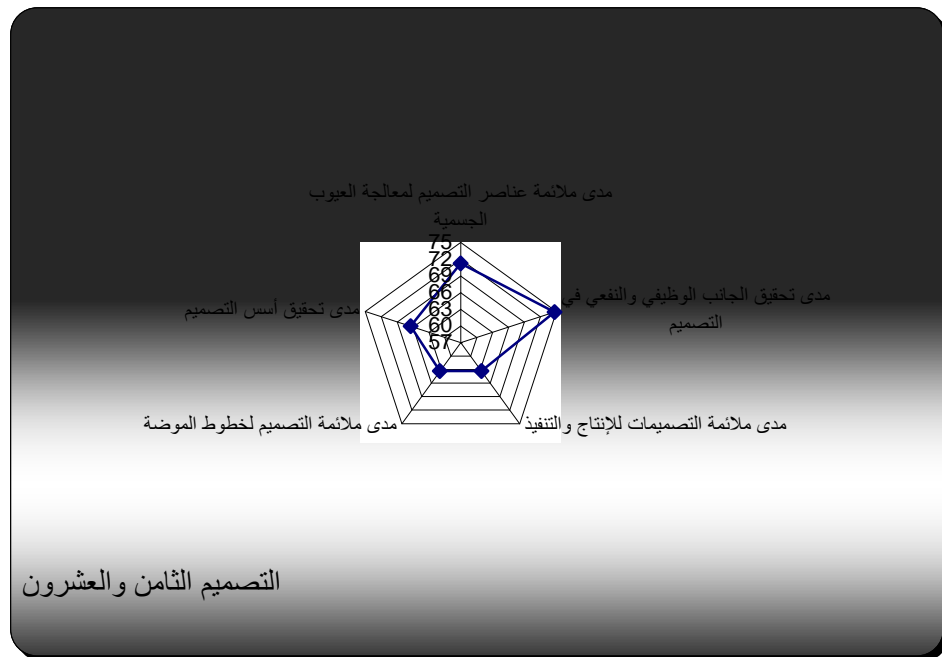 مدى ملائمة عناصر التصميم لمعالجة العيوب
الجسمية
75
72
69
66
63
60
57
مدى تحقيق الجانب الوظيفي والنفعي في
التصميم
مدى تحقيق أسس التصميم
مدى ملائمة التصميمات للإنتاج والتنفيذ
مدى ملائمة التصميم لخطوط الموضة
التصميم الثامن والعشرون